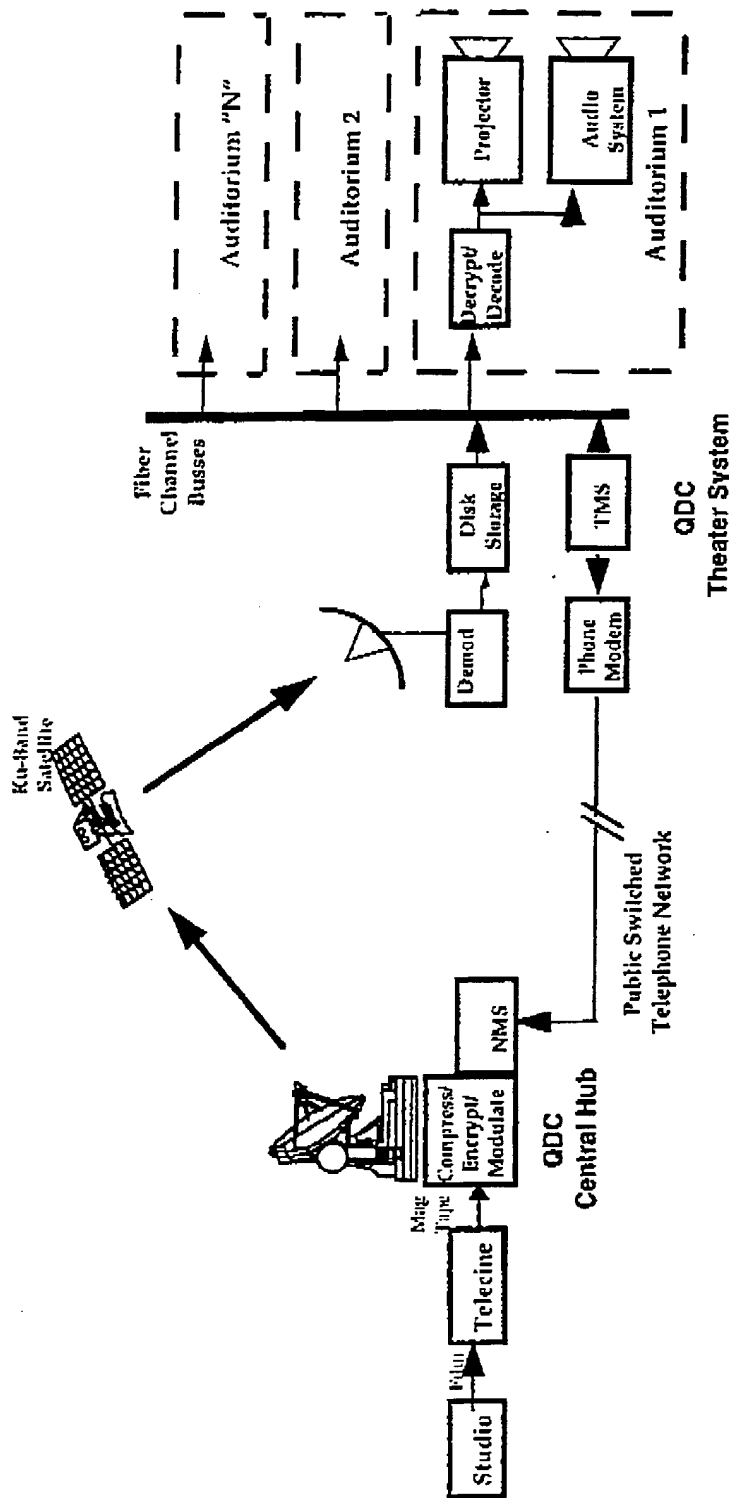 Studio
Film
Telecine
Mag
Tape
Compress/
Encrypt/
Modulate
NMS
QDC
Central Hub
Ku-Band
Satellite
Public Switched
Telephone Network
Demod
Disk
Storage
Phone
Modem
TMS
QDC
Theater System
Fiber
Channel
Busses
Auditorium "N"
Auditorium 2
Decrypt/
Decode
Projector
Audio
System
Auditorium 1